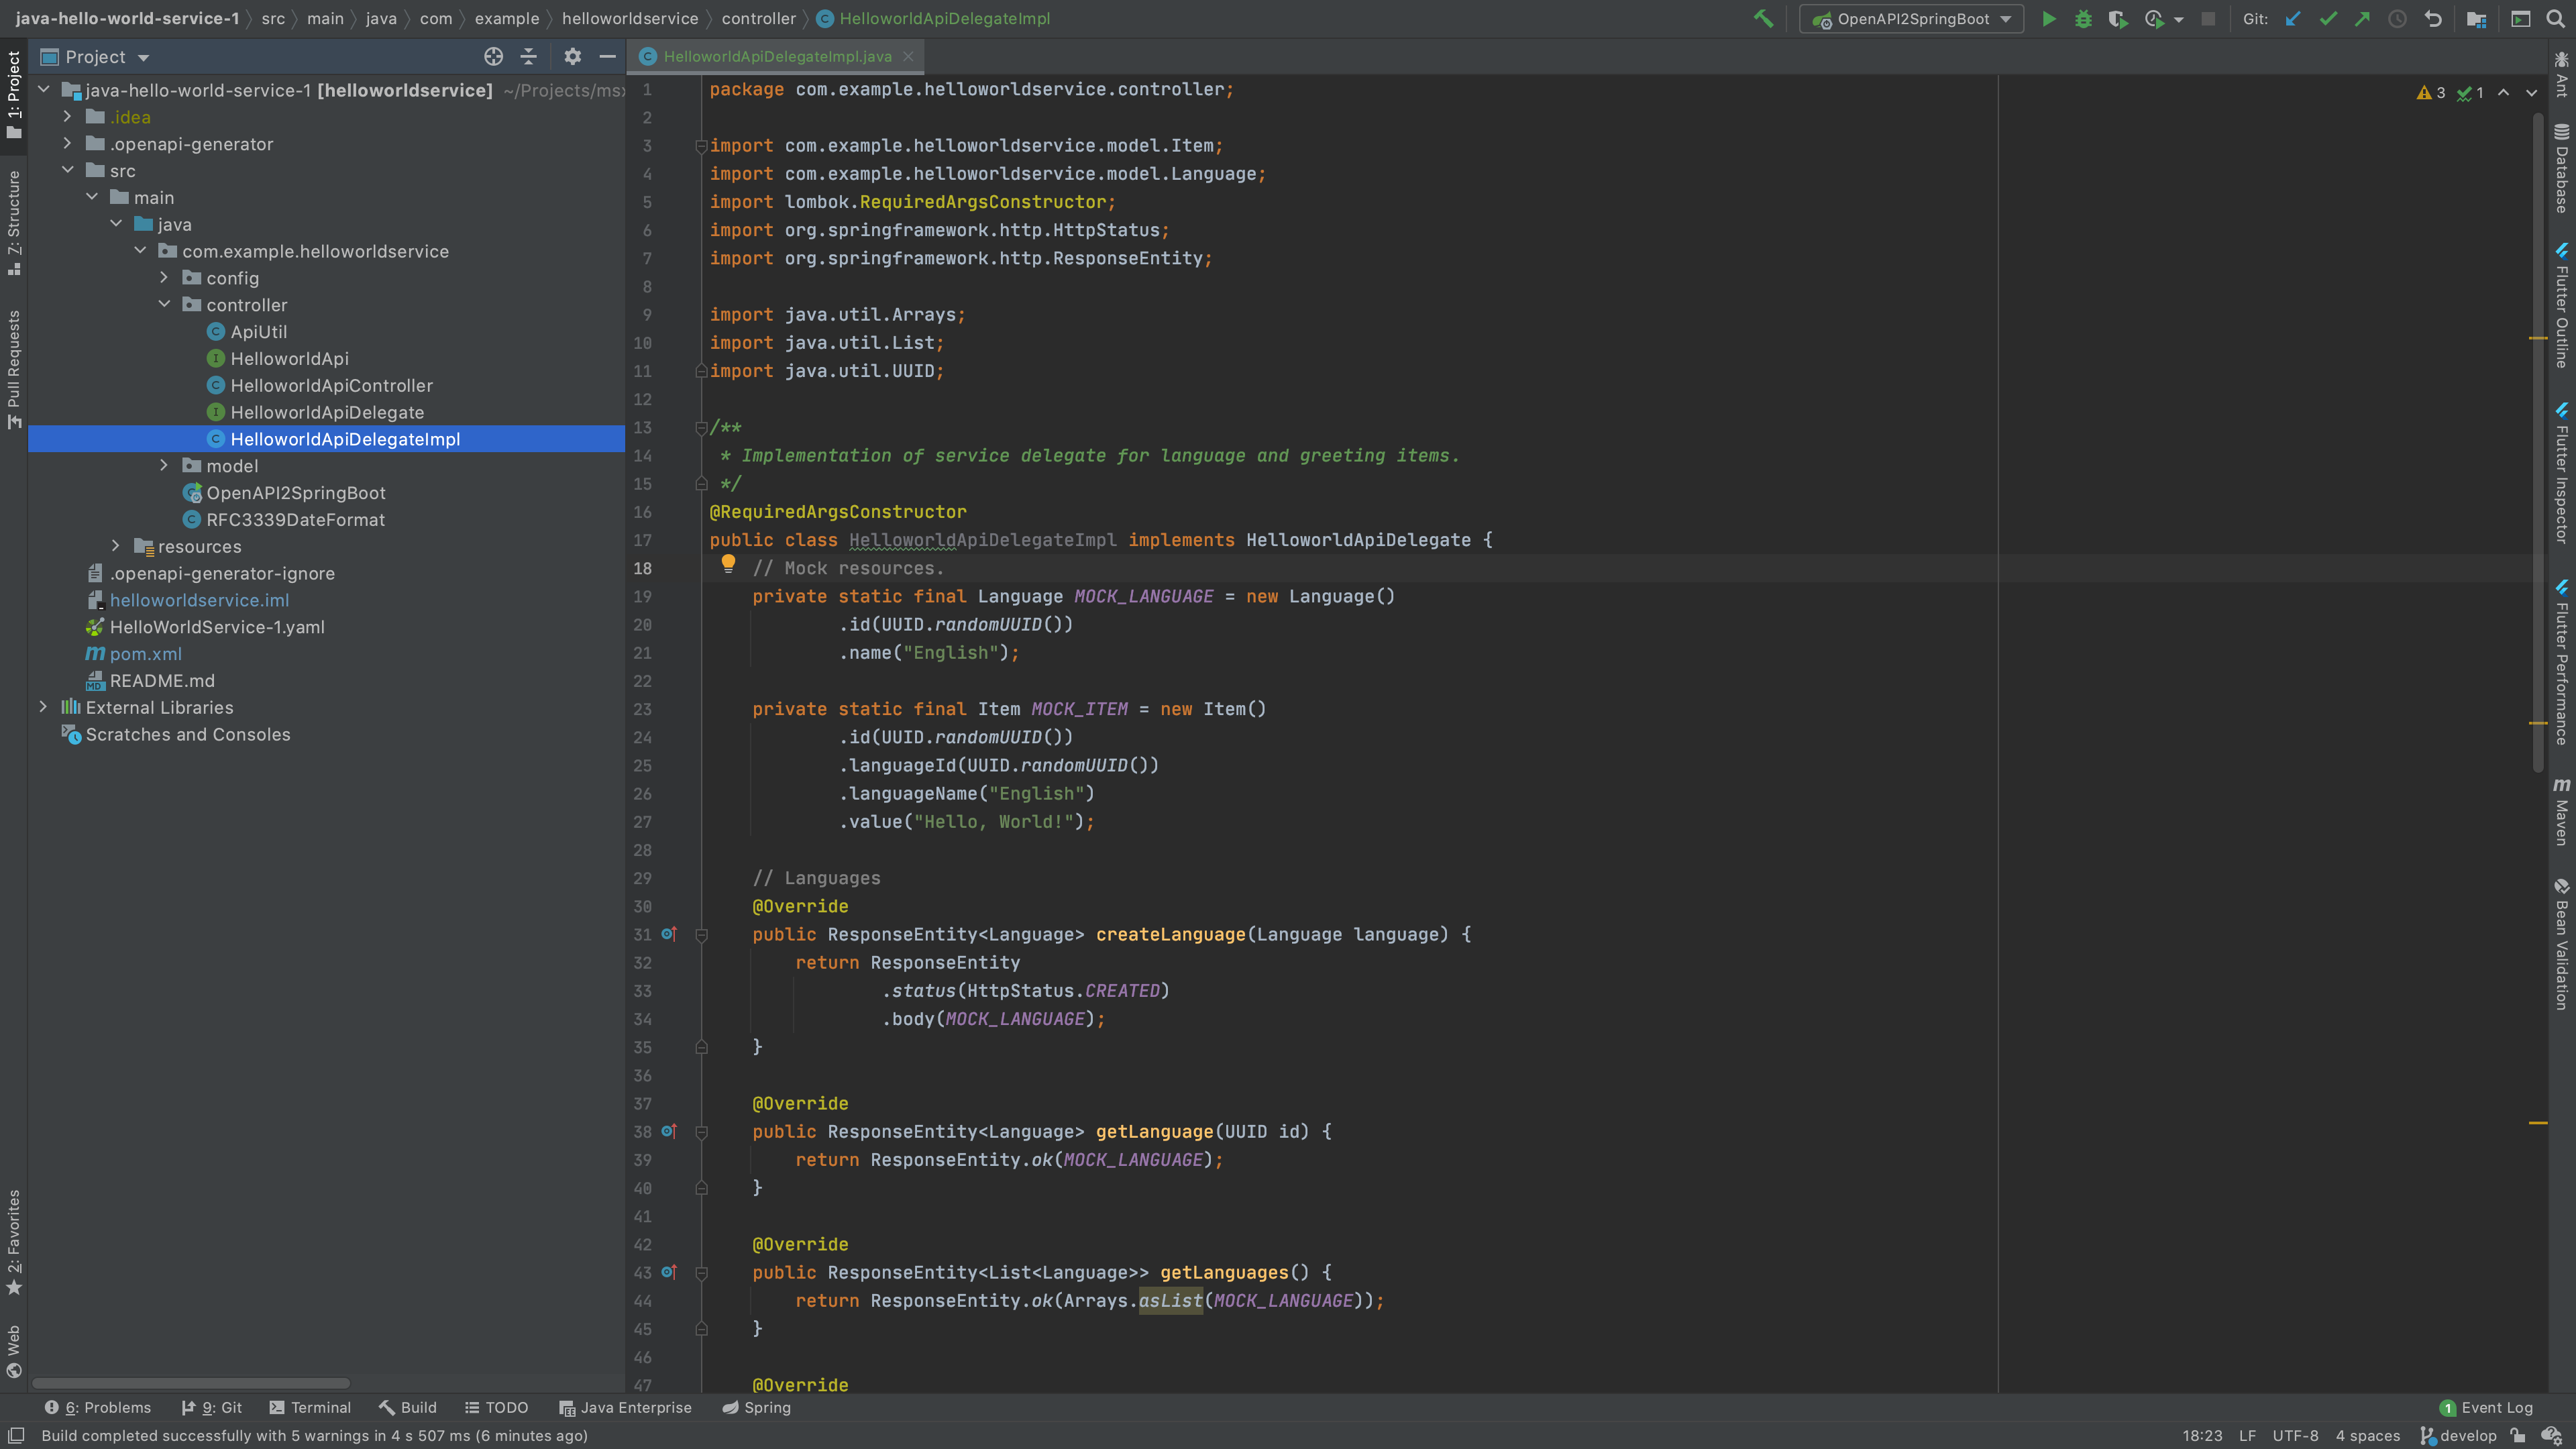 java-hello-world-service-1 src main java com example helloworldservice controller HelloworldApiDelegateImpl
OpenAPI2SpringBoot
Git:
Project
HelloworldApiDelegateImpl.java
1: Project
Z: Structure
Pull Requests
2: Favorites
Web
java-hello-world-service-1 [helloworldservice] ~/Projects/ms
.idea
.openapi-generator
src
main
java
com.example.helloworldservice
config
controller
ApiUtil
HelloworldApi
HelloworldApiController
HelloworldApiDelegate
HelloworldApiDelegateImpl
model
OpenAPI2SpringBoot
RFC3339DateFormat
resources
.openapi-generator-ignore
helloworldservice.iml
HelloWorldService-1.yaml
pom.xml
README.md
External Libraries
Scratches and Consoles
1 package com.example.helloworldservice.controller;
2
3 import com.example.helloworldservice.model.Item;
4 import com.example.helloworldservice.model.Language;
5 import lombok.RequiredArgsConstructor;
6 import org.springframework.http.HttpStatus;
7 import org.springframework.http.ResponseEntity;
8
9 import java.util.Arrays;
10 import java.util.List;
11 import java.util.UUID;
12
13 /**
14 * Implementation of service delegate for language and greeting items.
15 */
16 @RequiredArgsConstructor
17 public class HelloworldApiDelegateImpl implements HelloworldApiDelegate {
18 // Mock resources.
19 private static final Language MOCK_LANGUAGE = new Language()
20 .id(UUID.randomUUID())
21 .name("English");
22
23 private static final Item MOCK_ITEM = new Item()
24 .id(UUID.randomUUID())
25 .languageId(UUID.randomUUID())
26 .languageName("English")
27 .value("Hello, World!");
28
29 // Languages
30 @Override
31 public ResponseEntity<Language> createLanguage(Language language) {
32 return ResponseEntity
33 .status(HttpStatus.CREATED)
34 .body(MOCK_LANGUAGE);
35 }
36
37 @Override
38 public ResponseEntity<Language> getLanguage(UUID id) {
39 return ResponseEntity.ok(MOCK_LANGUAGE);
40 }
41
42 @Override
43 public ResponseEntity<List<Language>> getLanguages() {
44 return ResponseEntity.ok(Arrays.asList(MOCK_LANGUAGE));
45 }
46
47 @Override
3 1
Ant
Database
Flutter Outline
Flutter Inspector
Flutter Performance
Maven
Bean Validation
6: Problems 9: Git Terminal Build TODO Java Enterprise Spring 1 Event Log
Build completed successfully with 5 warnings in 4 s 507 ms (6 minutes ago) 18:23 LF UTF-8 4 spaces develop